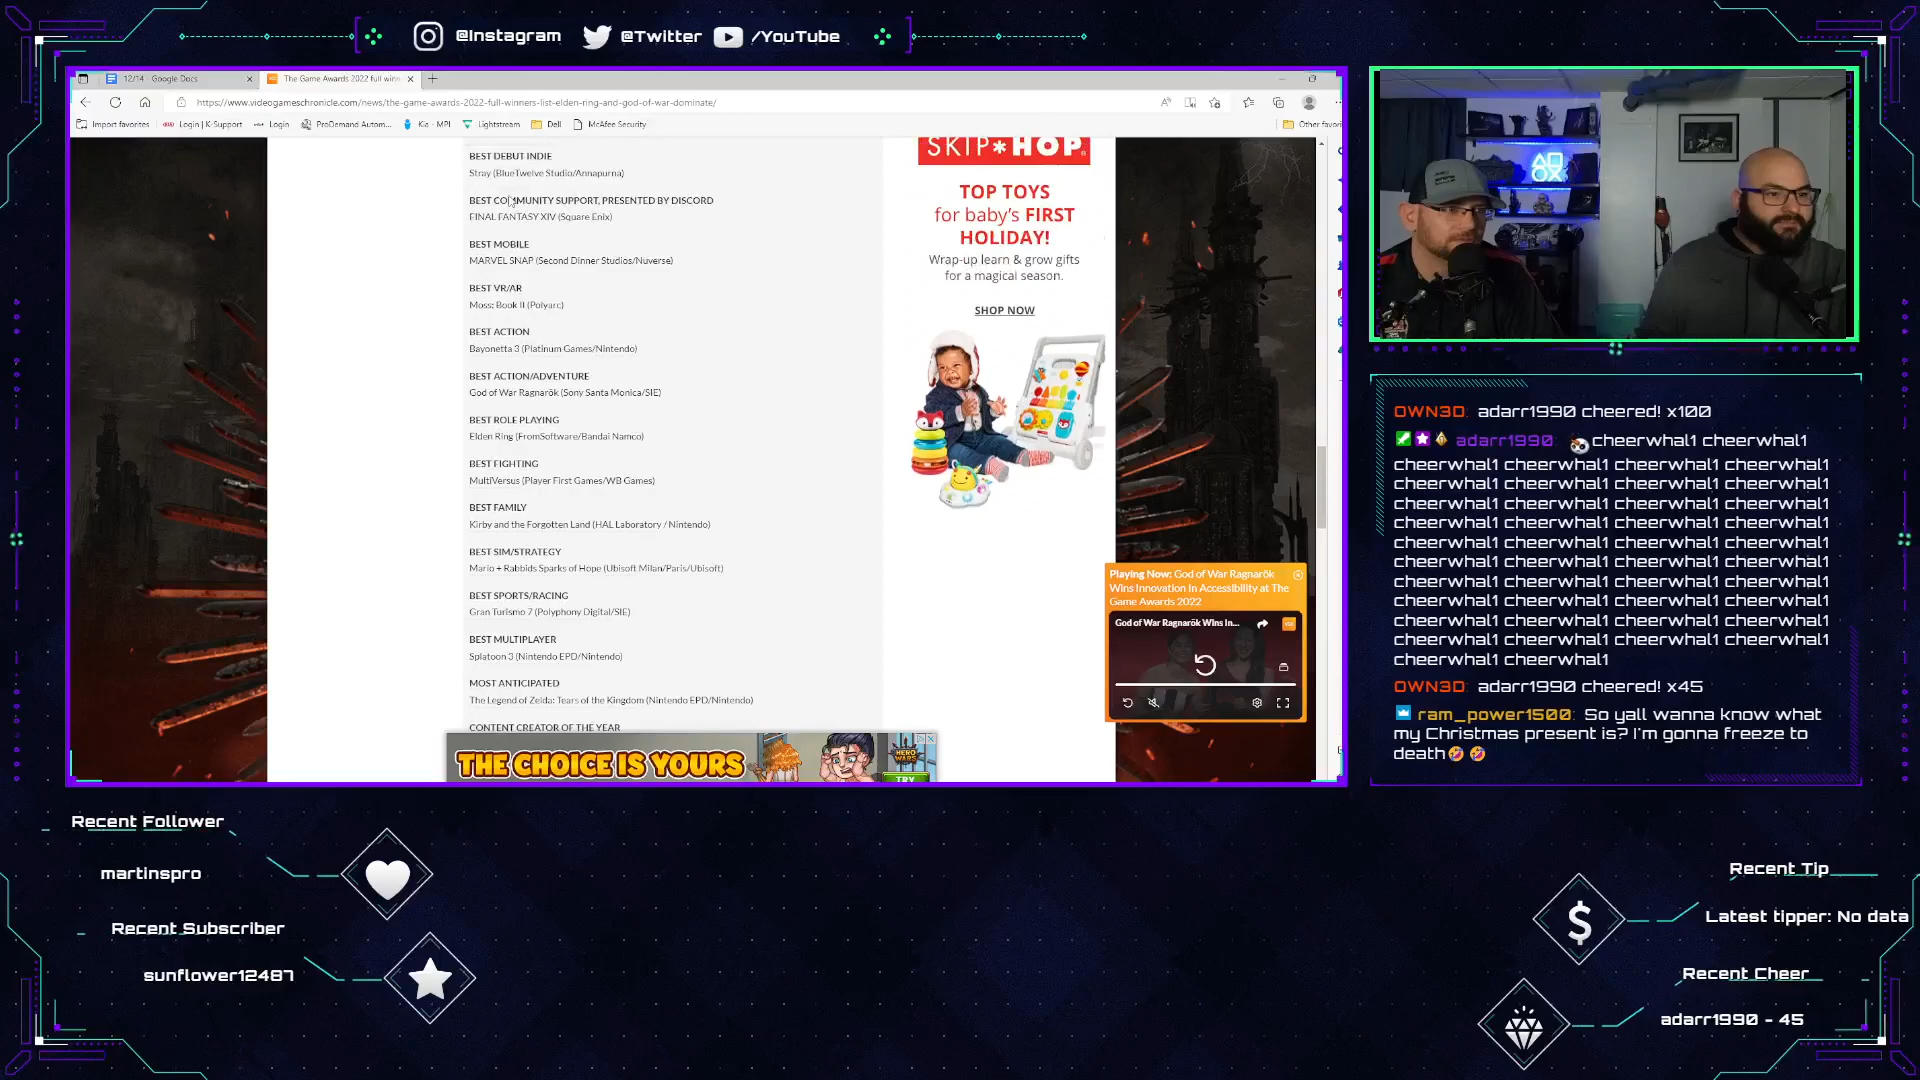 @Instagram @Twitter /YouTube
12/14 - Google Docs
The Game Awards 2022 full winn
https://www.videogameschronicle.com/news/the-game-awards-2022-full-winners-list-elden-ring-and-god-of-war-dominate/
Import favorites Login | K-Support Login ProDemand Autom... Kia - MPI Lightstream Dell McAfee Security Other favori
BEST DEBUT INDIE
Stray (BlueTwelve Studio/Annapurna)
BEST COMMUNITY SUPPORT, PRESENTED BY DISCORD
FINAL FANTASY XIV (Square Enix)
BEST MOBILE
MARVEL SNAP (Second Dinner Studios/Nuverse)
BEST VR/AR
Moss: Book II (Polyarc)
BEST ACTION
Bayonetta 3 (Platinum Games/Nintendo)
BEST ACTION/ADVENTURE
God of War Ragnarök (Sony Santa Monica/SIE)
BEST ROLE PLAYING
Elden Ring (FromSoftware/Bandai Namco)
BEST FIGHTING
MultiVersus (Player First Games/WB Games)
BEST FAMILY
Kirby and the Forgotten Land (HAL Laboratory / Nintendo)
BEST SIM/STRATEGY
Mario + Rabbids Sparks of Hope (Ubisoft Milan/Paris/Ubisoft)
BEST SPORTS/RACING
Gran Turismo 7 (Polyphony Digital/SIE)
BEST MULTIPLAYER
Splatoon 3 (Nintendo EPD/Nintendo)
MOST ANTICIPATED
The Legend of Zelda: Tears of the Kingdom (Nintendo EPD/Nintendo)
CONTENT CREATOR OF THE YEAR
THE CHOICE IS YOURS
HERO WARS
TRY
SKIP*HOP
TOP TOYS
for baby's FIRST
HOLIDAY!
Wrap-up learn & grow gifts
for a magical season.
SHOP NOW
Playing Now: God of War Ragnarök
Wins Innovation In Accessibility at The
Game Awards 2022
God of War Ragnarök Wins In...
OWN3D: adarr1990 cheered! x100
adarr1990: cheerwhal1 cheerwhal1
cheerwhal1 cheerwhal1 cheerwhal1 cheerwhal1
cheerwhal1 cheerwhal1 cheerwhal1 cheerwhal1
cheerwhal1 cheerwhal1 cheerwhal1 cheerwhal1
cheerwhal1 cheerwhal1 cheerwhal1 cheerwhal1
cheerwhal1 cheerwhal1 cheerwhal1 cheerwhal1
cheerwhal1 cheerwhal1 cheerwhal1 cheerwhal1
cheerwhal1 cheerwhal1 cheerwhal1 cheerwhal1
cheerwhal1 cheerwhal1 cheerwhal1 cheerwhal1
cheerwhal1 cheerwhal1 cheerwhal1 cheerwhal1
cheerwhal1 cheerwhal1 cheerwhal1 cheerwhal1
cheerwhal1 cheerwhal1
OWN3D: adarr1990 cheered! x45
ram_power1500: So yall wanna know what
my Christmas present is? I'm gonna freeze to
death🤣 🤣
Recent Follower
martinspro
Recent Subscriber
sunflower12487
Recent Tip
Latest tipper: No data
Recent Cheer
adarr1990 - 45